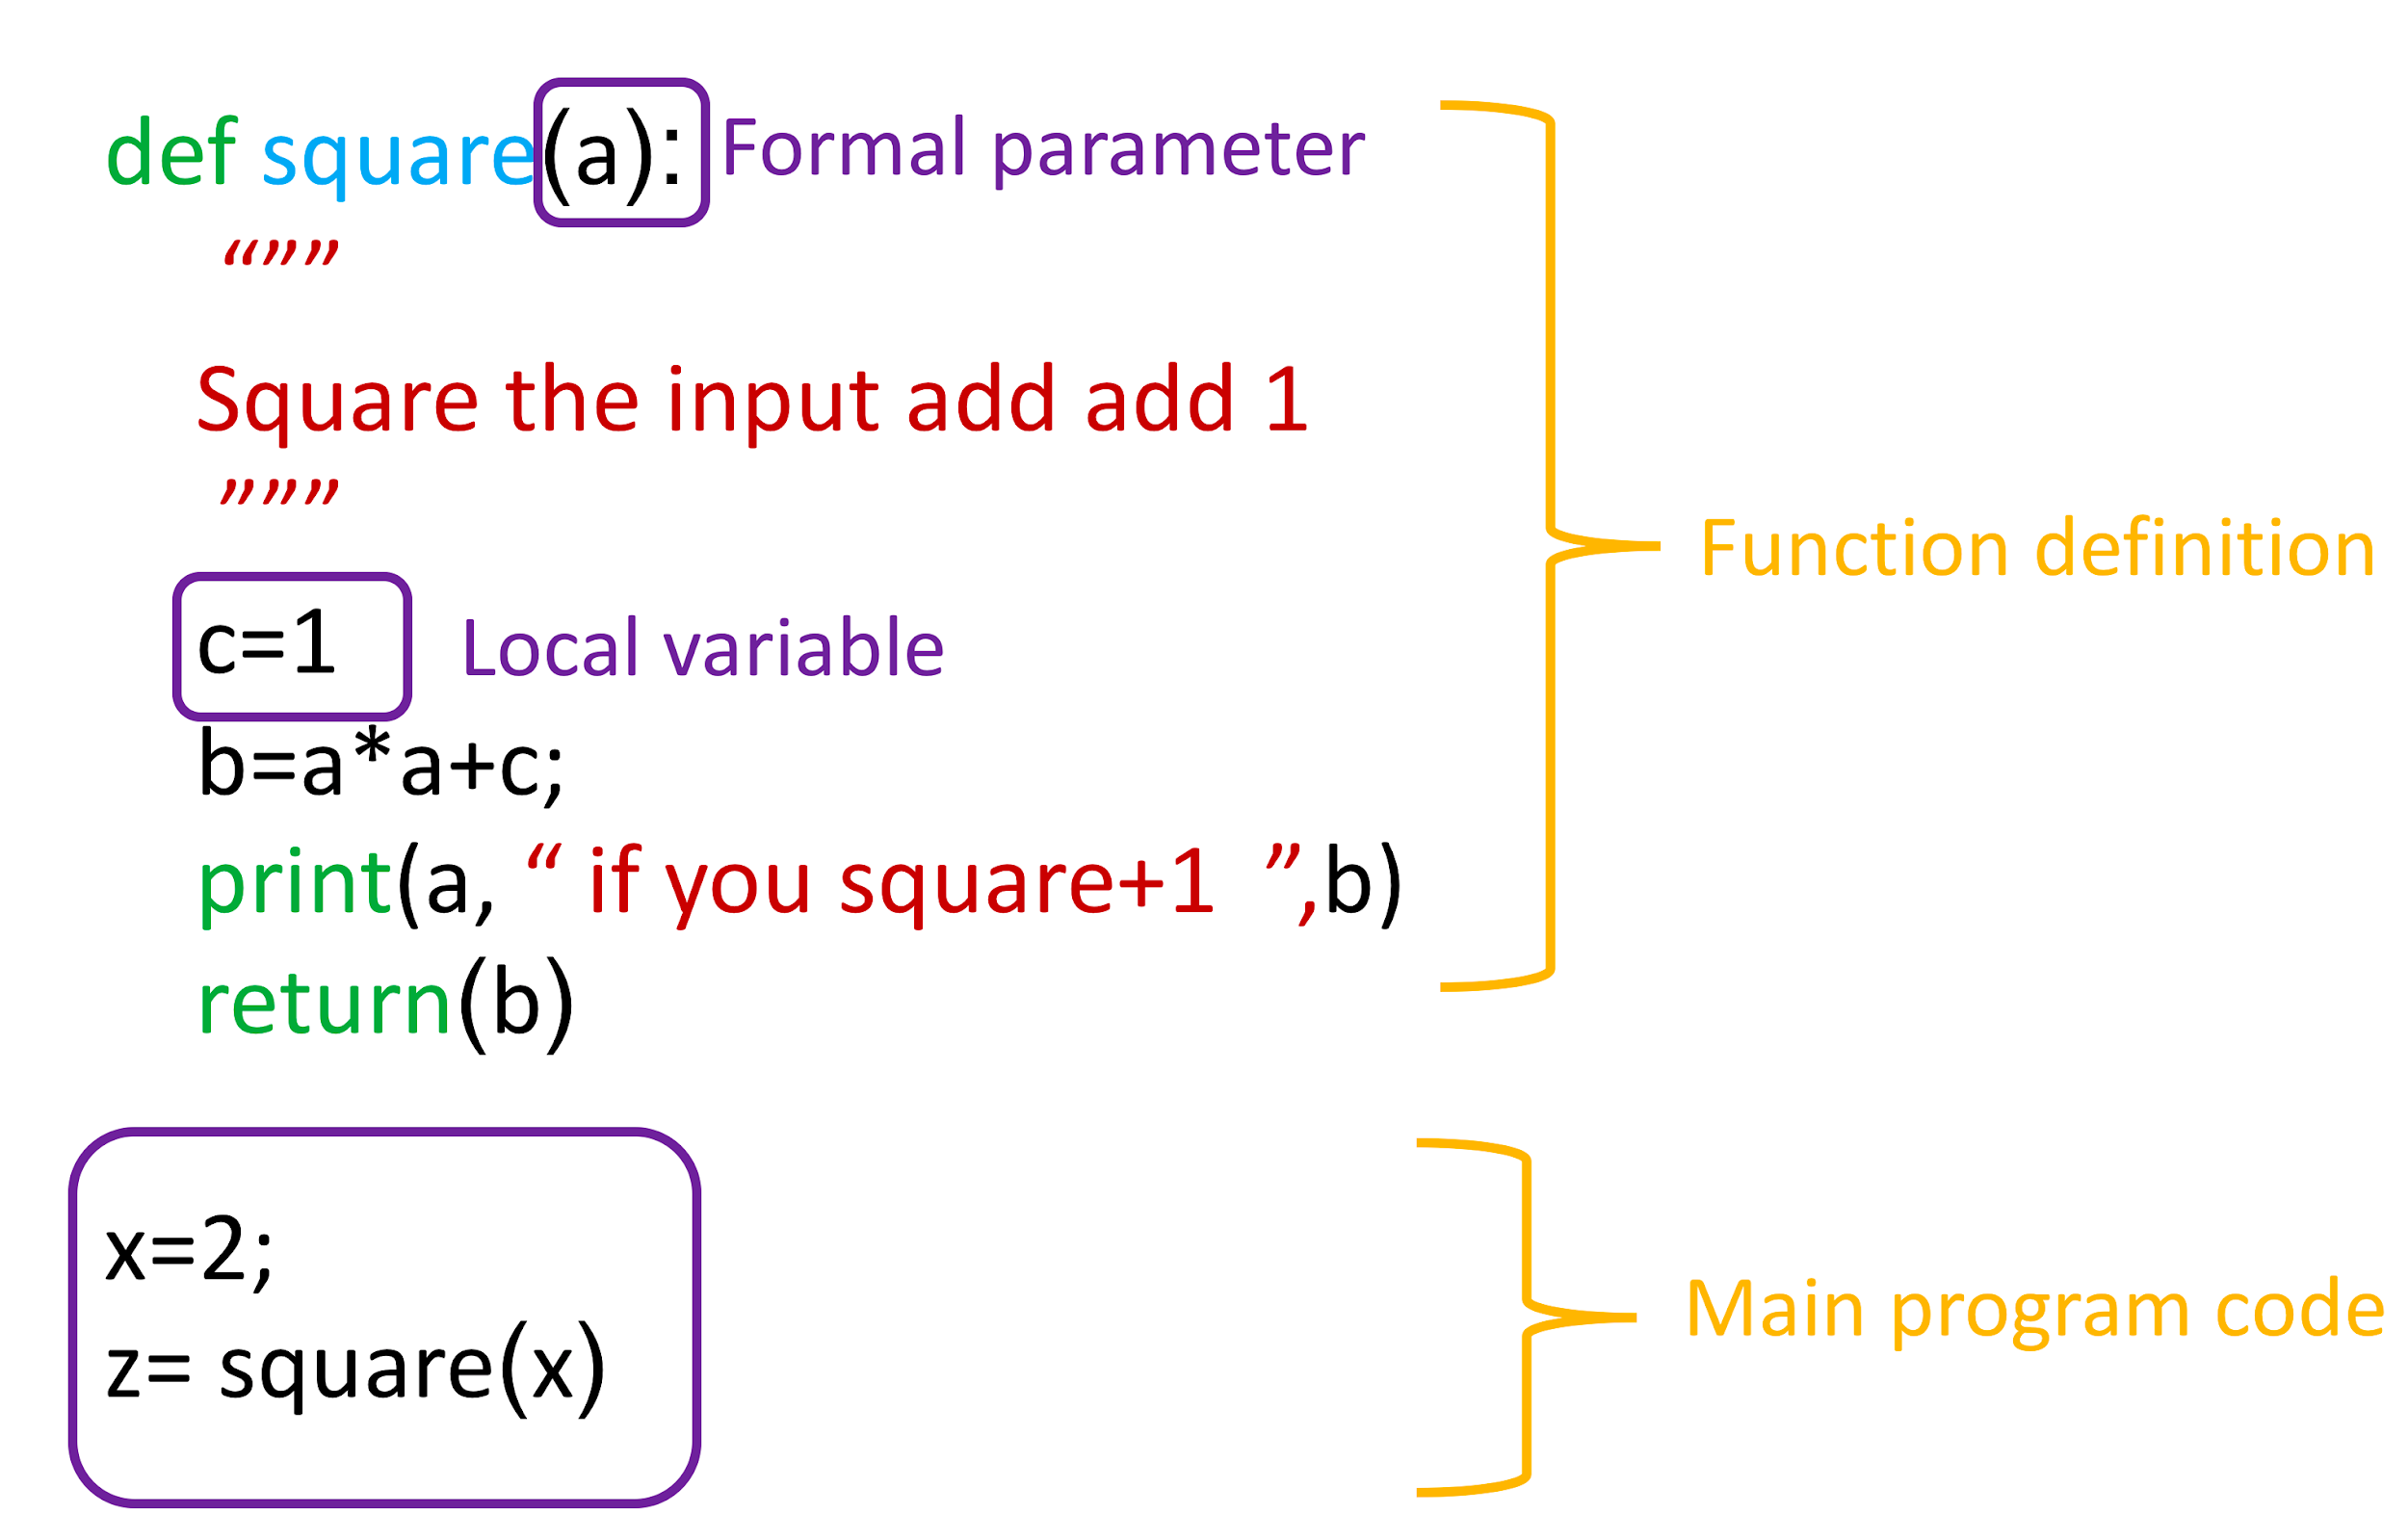 def square(a): Formal parameter
“”””
Square the input add add 1
””””
Function definition
c=1 Local variable
b=a*a+c;
print(a, “ if you square+1 ”,b)
return(b)
x=2;
Main program code
z= square(x)